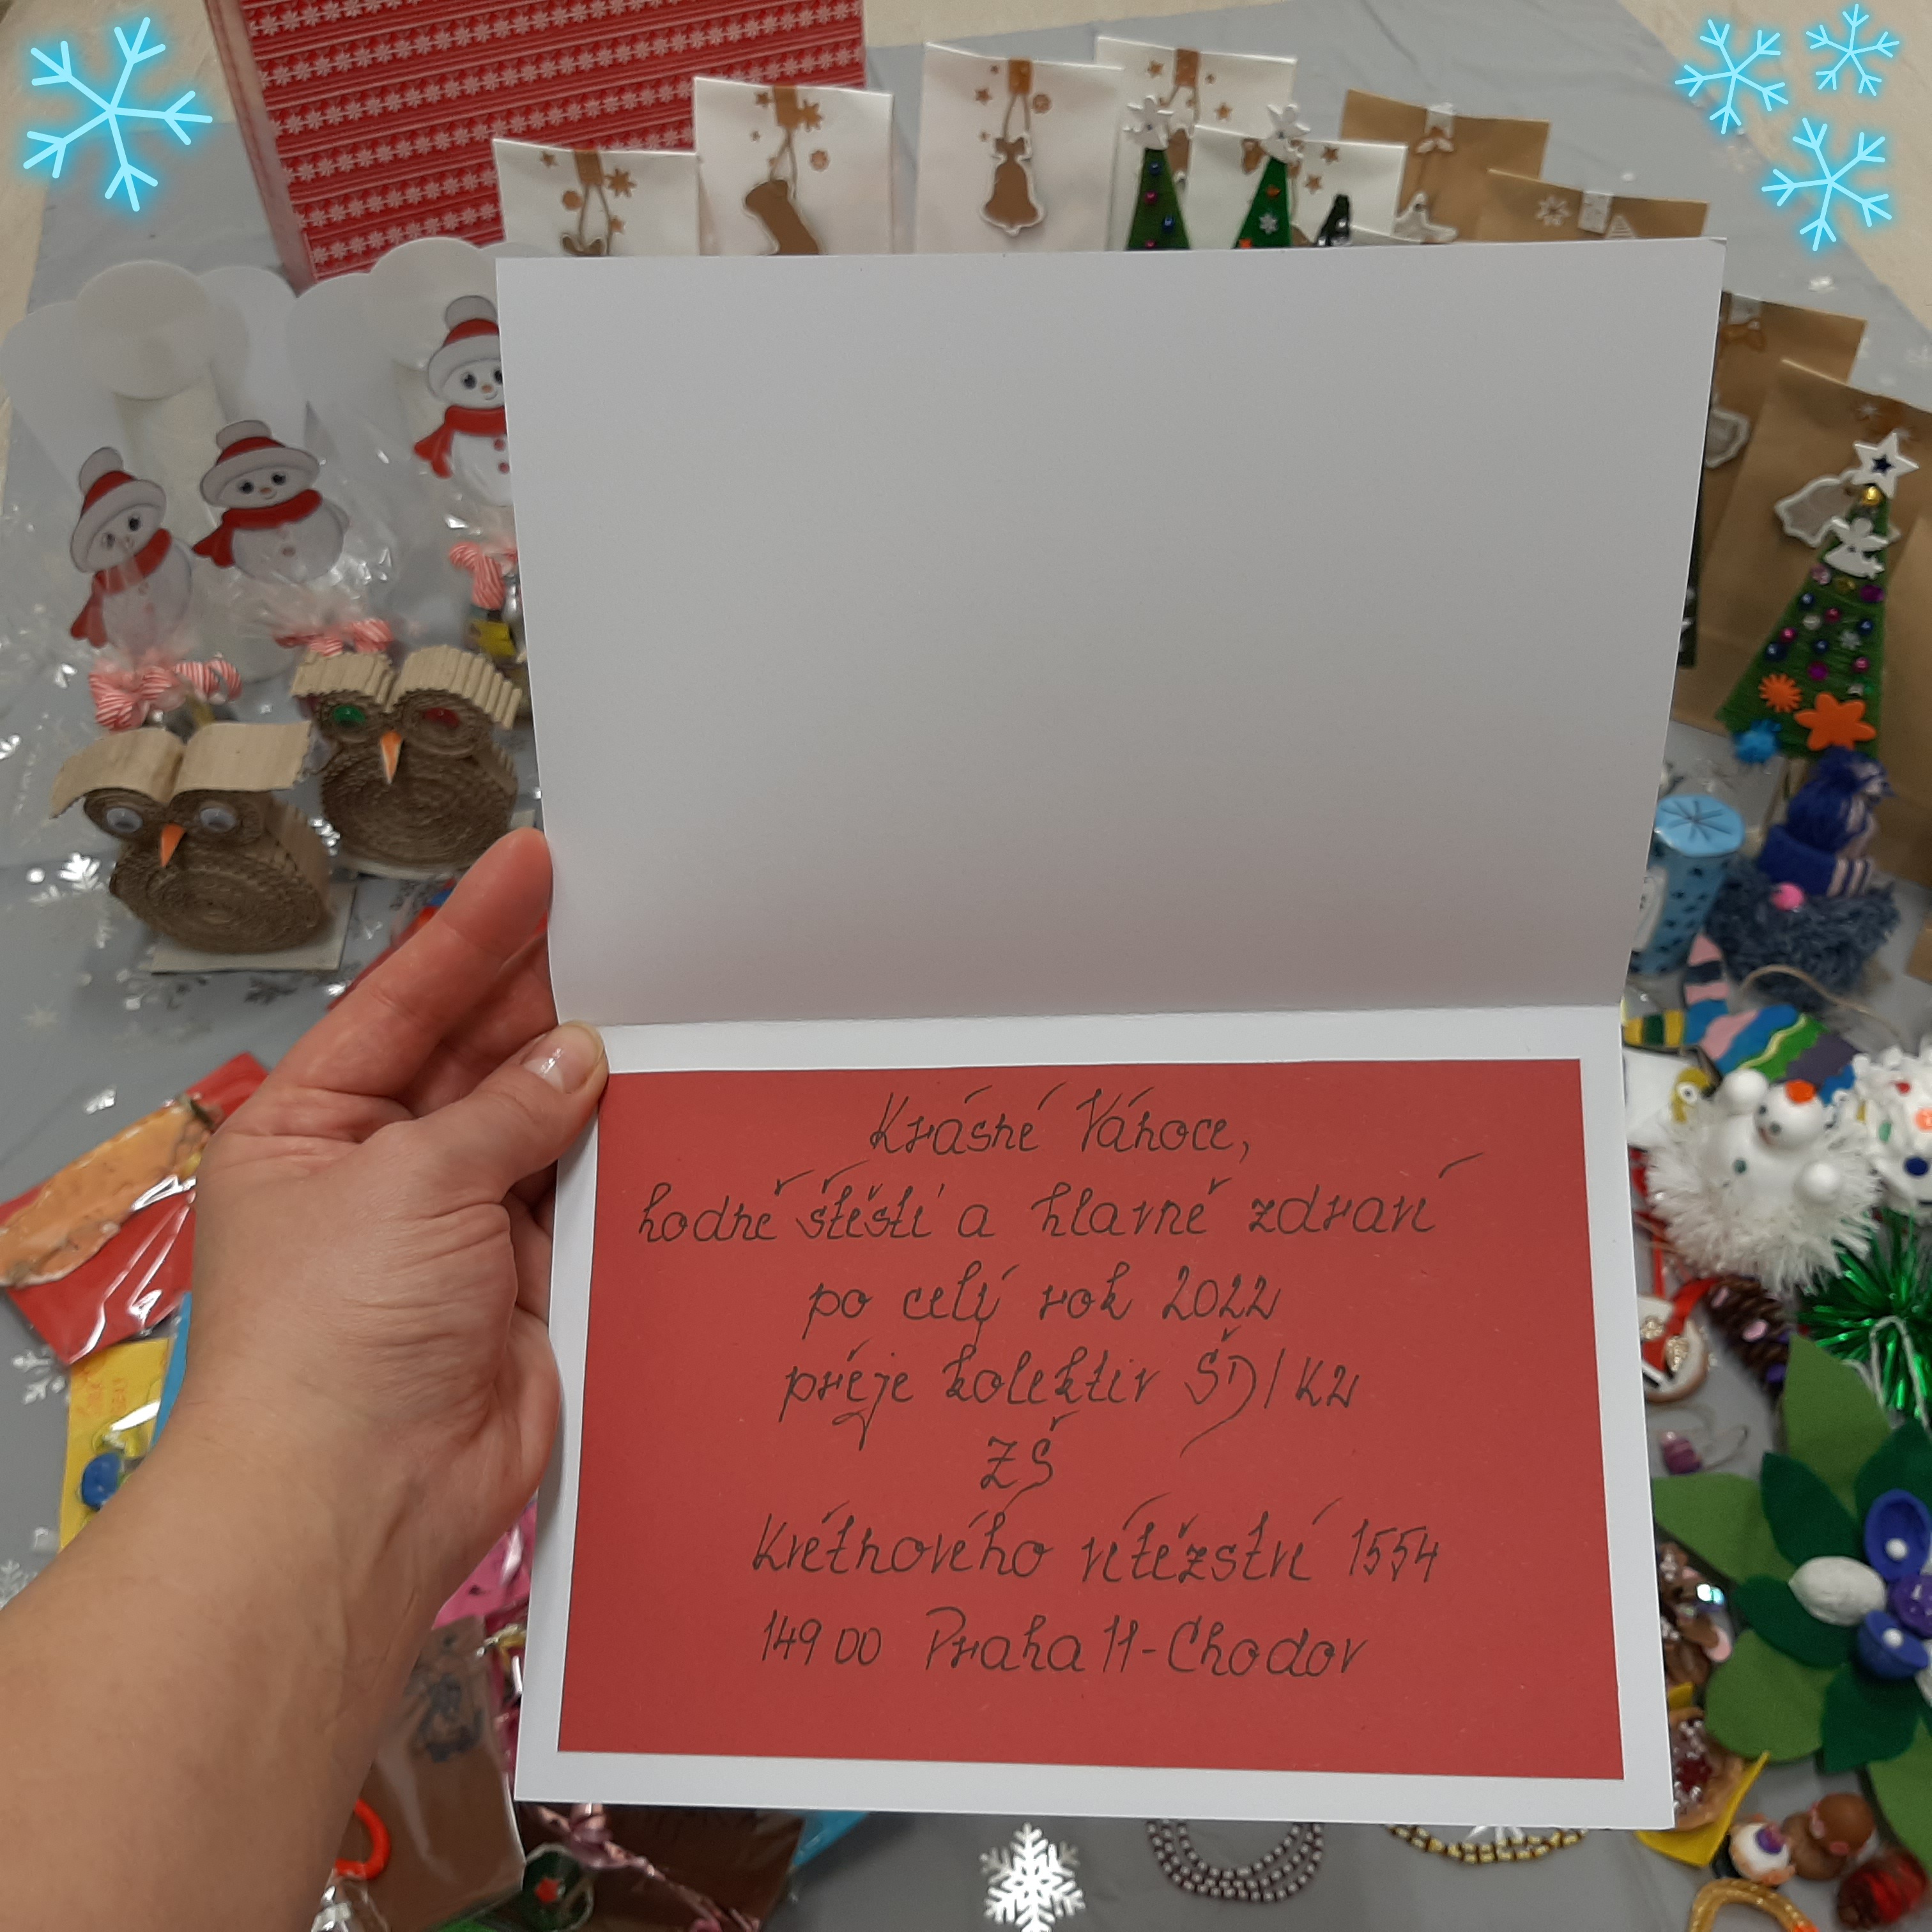 Krásné Vánoce,
hodně štěstí a hlavně zdraví
po celý rok 2022
přeje kolektiv ŠD/KZ
ZŠ
Květnového vítězství 1554
149 00 Praha 11-Chodov